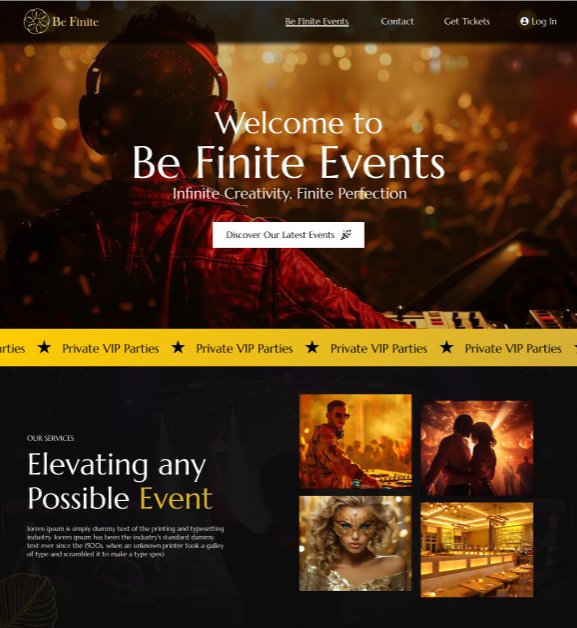 Be Finite
Be Finite Events Contact Get Tickets Log In
Welcome to
Be Finite Events
Infinite Creativity, Finite Perfection
Discover Our Latest Events
arties ★ Private VIP Parties ★ Private VIP Parties ★ Private VIP Parties ★ Private VIP Parties
OUR SERVICES
Elevating any
Possible Event
lorem Ipsum is simply dummy text of the printing and typesetting
industry. lorem Ipsum has been the industry's standard dummy
text ever since the 1500s, when an unknown printer took a galley
of type and scrambled it to make a type speci